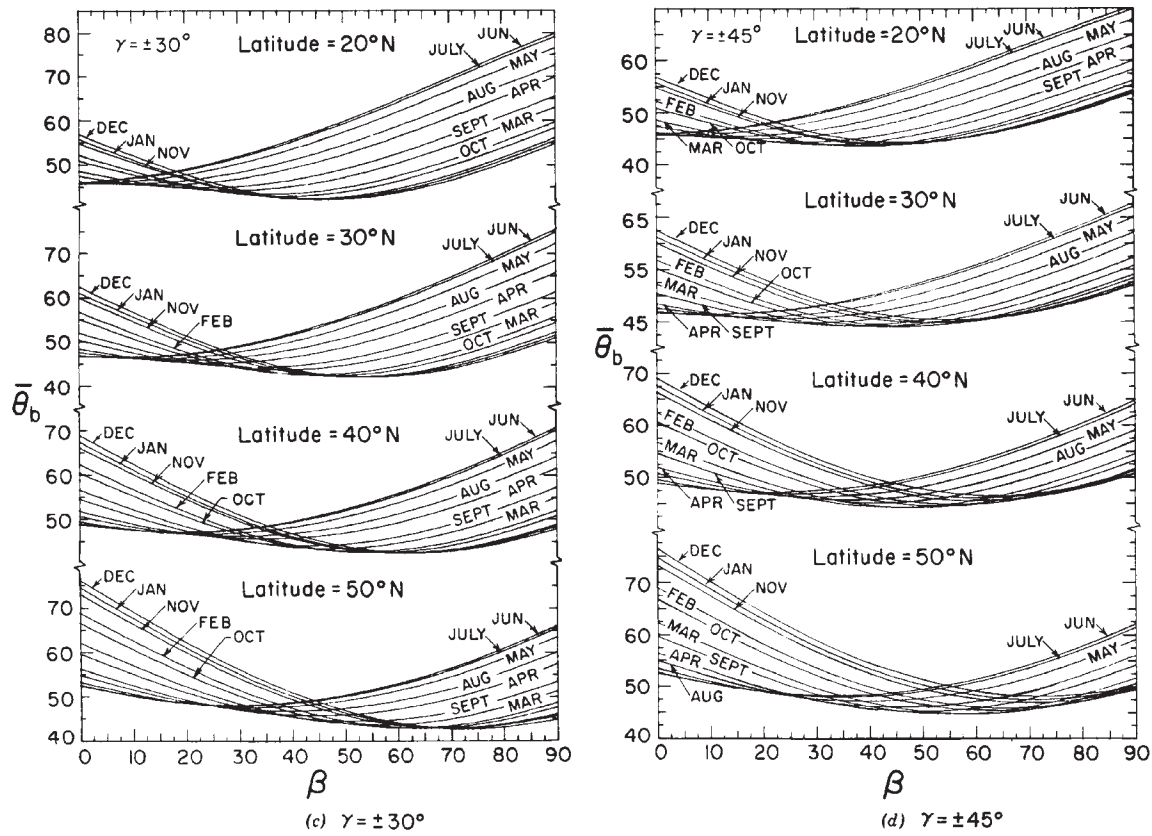 γ = ±30°
Latitude = 20°N
JULY
JUN
AUG
MAY
SEPT
APR
OCT
MAR
DEC
JAN
NOV
80
70
60
50
Latitude = 30°N
JULY
JUN
MAY
AUG
APR
SEPT
MAR
OCT
DEC
JAN
NOV
FEB
70
60
50
40
θ̅b
Latitude = 40°N
JULY
JUN
MAY
AUG
APR
SEPT
MAR
DEC
JAN
NOV
FEB
OCT
70
60
50
Latitude = 50°N
JULY
JUN
MAY
AUG
APR
SEPT
MAR
DEC
JAN
NOV
FEB
OCT
70
60
50
40
0 10 20 30 40 50 60 70 80 90
β
(c) γ = ±30°
γ = ±45°
Latitude = 20°N
JULY
JUN
AUG
MAY
SEPT
APR
DEC
JAN
NOV
FEB
MAR
OCT
60
50
40
Latitude = 30°N
JULY
JUN
MAY
AUG
DEC
JAN
NOV
FEB
OCT
MAR
APR
SEPT
65
55
45
θ̅b
Latitude = 40°N
JULY
JUN
MAY
AUG
DEC
JAN
NOV
FEB
OCT
MAR
APR
SEPT
70
60
50
Latitude = 50°N
JULY
JUN
MAY
DEC
JAN
NOV
FEB
OCT
MAR
APR
SEPT
AUG
70
60
50
40
0 10 20 30 40 50 60 70 80 90
β
(d) γ = ±45°